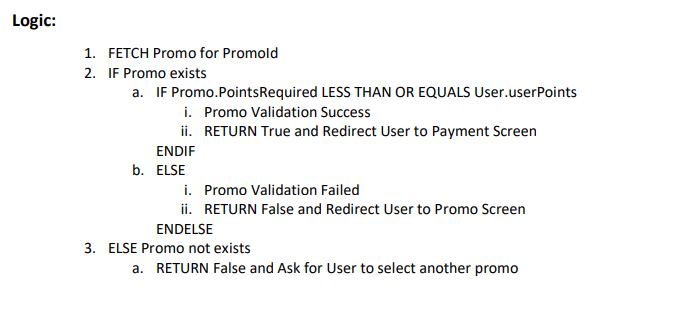 Logic:
1. FETCH Promo for PromoId
2. IF Promo exists
a. IF Promo.PointsRequired LESS THAN OR EQUALS User.userPoints
i. Promo Validation Success
ii. RETURN True and Redirect User to Payment Screen
ENDIF
b. ELSE
i. Promo Validation Failed
ii. RETURN False and Redirect User to Promo Screen
ENDELSE
3. ELSE Promo not exists
a. RETURN False and Ask for User to select another promo